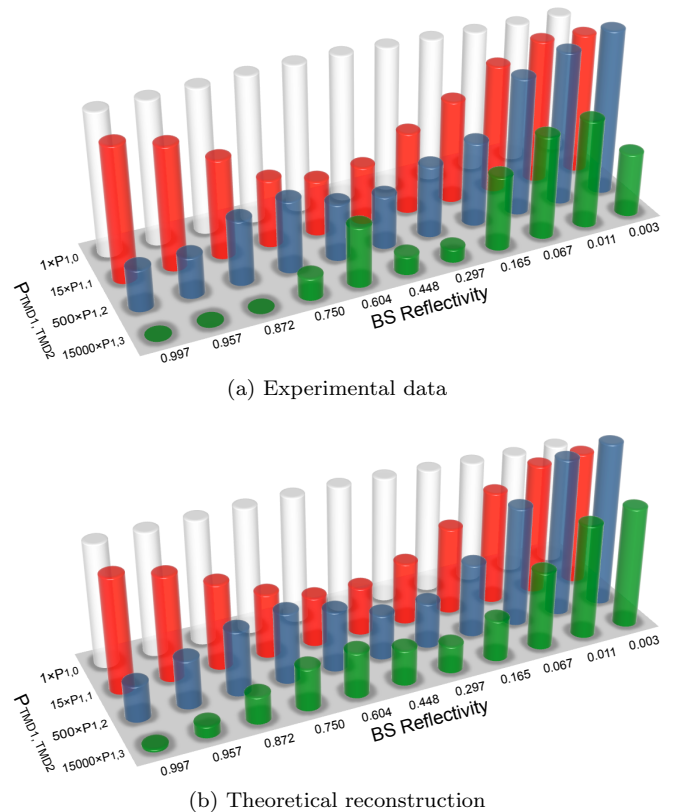 1×P1,0
15×P1,1
500×P1,2
15000×P1,3
PTMD1, TMD2
0.997
0.957
0.872
0.750
0.604
0.448
0.297
0.165
0.067
0.011
0.003
BS Reflectivity
(a) Experimental data
1×P1,0
15×P1,1
500×P1,2
15000×P1,3
PTMD1, TMD2
0.997
0.957
0.872
0.750
0.604
0.448
0.297
0.165
0.067
0.011
0.003
BS Reflectivity
(b) Theoretical reconstruction